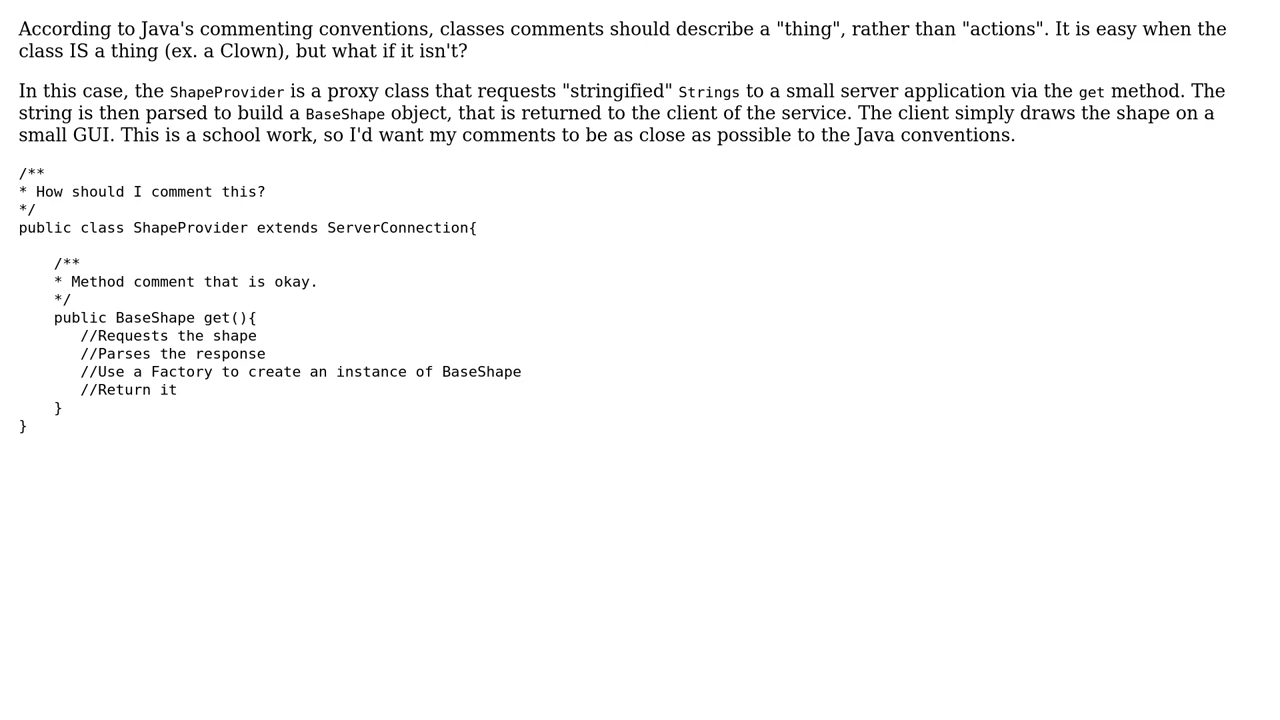 According to Java's commenting conventions, classes comments should describe a "thing", rather than "actions". It is easy when the
class IS a thing (ex. a Clown), but what if it isn't?
In this case, the ShapeProvider is a proxy class that requests "stringified" Strings to a small server application via the get method. The
string is then parsed to build a BaseShape object, that is returned to the client of the service. The client simply draws the shape on a
small GUI. This is a school work, so I'd want my comments to be as close as possible to the Java conventions.
/**
* How should I comment this?
*/
public class ShapeProvider extends ServerConnection{
    /**
    * Method comment that is okay.
    */
    public BaseShape get(){
       //Requests the shape
       //Parses the response
       //Use a Factory to create an instance of BaseShape
       //Return it
    }
}